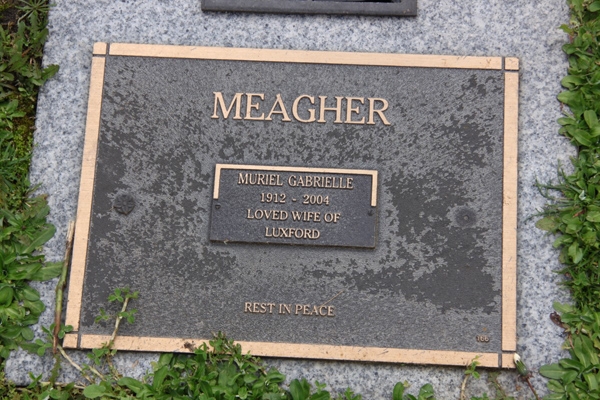 MEAGHER
MURIEL GABRIELLE
1912 - 2004
LOVED WIFE OF
LUXFORD
REST IN PEACE